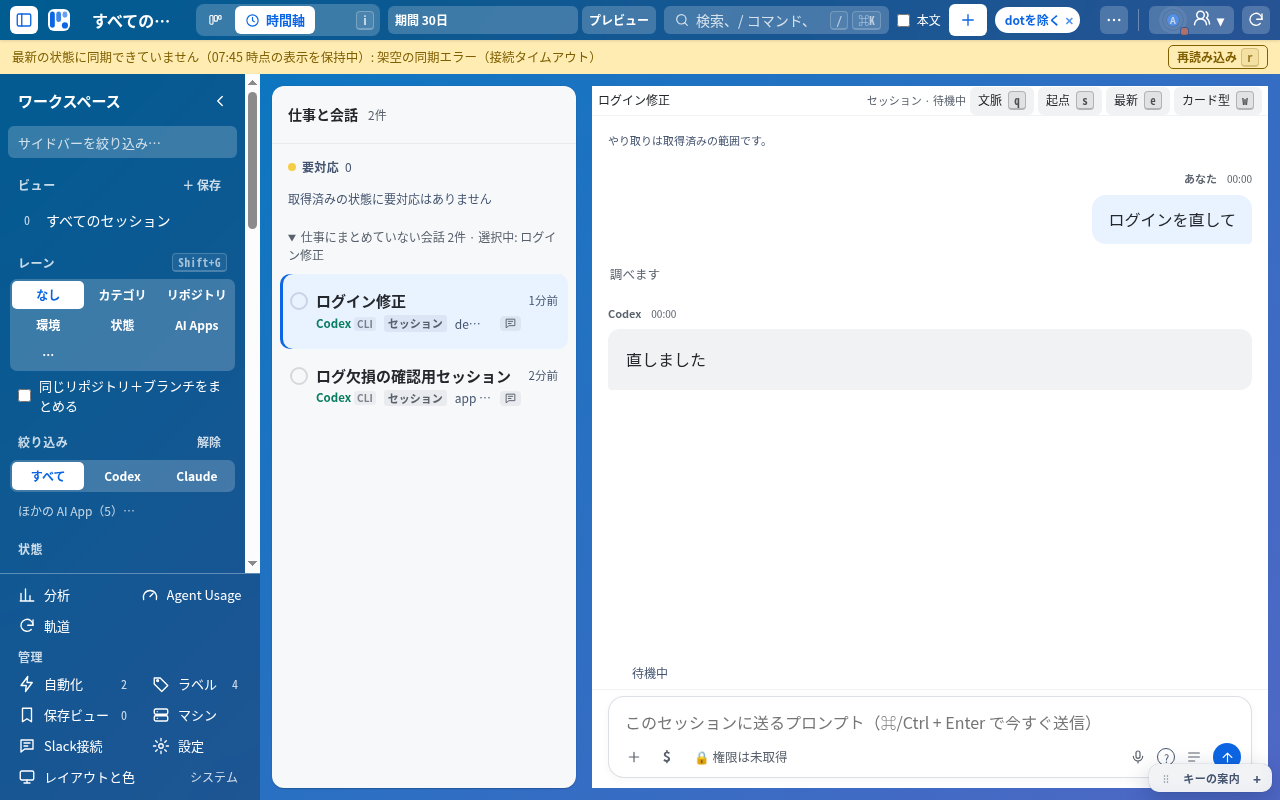 すべての…
時間軸
i
期間 30日
プレビュー
検索、/ コマンド、
/
⌘K
本文
+
dotを除く ×
…
A
▾
最新の状態に同期できていません（07:45 時点の表示を保持中）: 架空の同期エラー（接続タイムアウト）
再読み込み r
ワークスペース
サイドバーを絞り込み…
ビュー
＋ 保存
0 すべてのセッション
レーン
Shift+G
なし カテゴリ リポジトリ
環境 状態 AI Apps
…
同じリポジトリ＋ブランチをま
とめる
絞り込み
解除
すべて Codex Claude
ほかの AI App（5）…
状態
分析
Agent Usage
軌道
管理
自動化 2
ラベル 4
保存ビュー 0
マシン
Slack接続
設定
レイアウトと色
システム
仕事と会話 2件
要対応 0
取得済みの状態に要対応はありません
▼ 仕事にまとめていない会話 2件 · 選択中: ログイ
ン修正
ログイン修正 1分前
Codex CLI セッション de…
ログ欠損の確認用セッション 2分前
Codex CLI セッション app …
ログイン修正
セッション · 待機中
文脈 q
起点 s
最新 e
カード型 w
やり取りは取得済みの範囲です。
あなた 00:00
ログインを直して
調べます
Codex 00:00
直しました
待機中
このセッションに送るプロンプト（⌘/Ctrl + Enter で今すぐ送信）
+
$
🔒 権限は未取得
?
キーの案内 +